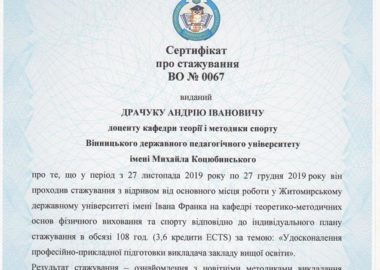 Сертифікат
про стажування
ВО № 0067
виданий
ДРАЧУКУ АНДРІЮ ІВАНОВИЧУ
доценту кафедри теорії і методики спорту
Вінницького державного педагогічного університету
імені Михайла Коцюбинського
про те, що у період з 27 листопада 2019 року по 27 грудня 2019 року він
проходив стажування з відривом від основного місця роботи у Житомирському
державному університеті імені Івана Франка на кафедрі теоретико-методичних
основ фізичного виховання та спорту відповідно до індивідуального плану
стажування в обсязі 108 год. (3,6 кредити ECTS) за темою: «Удосконалення
професійно-прикладної підготовки викладача закладу вищої освіти».
Результат стажування – ознайомлення з новітніми методиками викладання